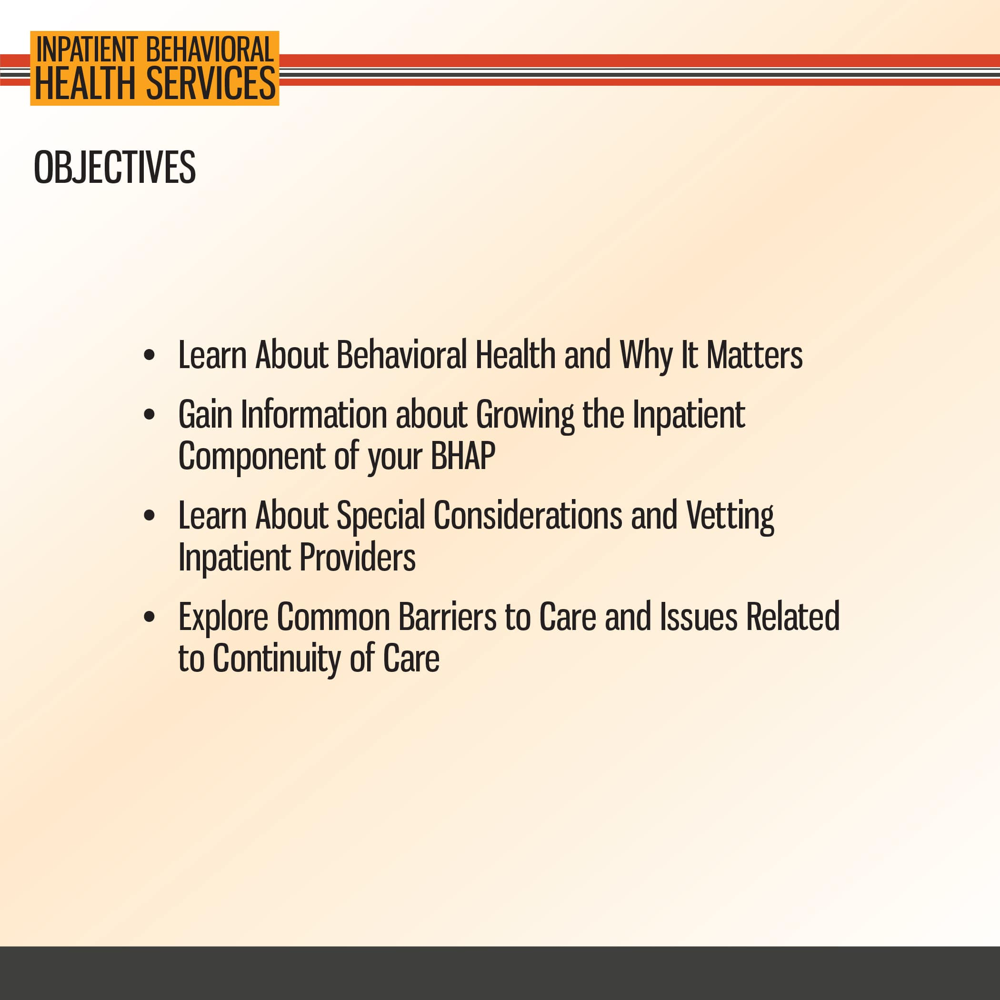 INPATIENT BEHAVIORAL
HEALTH SERVICES
OBJECTIVES
• Learn About Behavioral Health and Why It Matters
• Gain Information about Growing the Inpatient
Component of your BHAP
• Learn About Special Considerations and Vetting
Inpatient Providers
• Explore Common Barriers to Care and Issues Related
to Continuity of Care